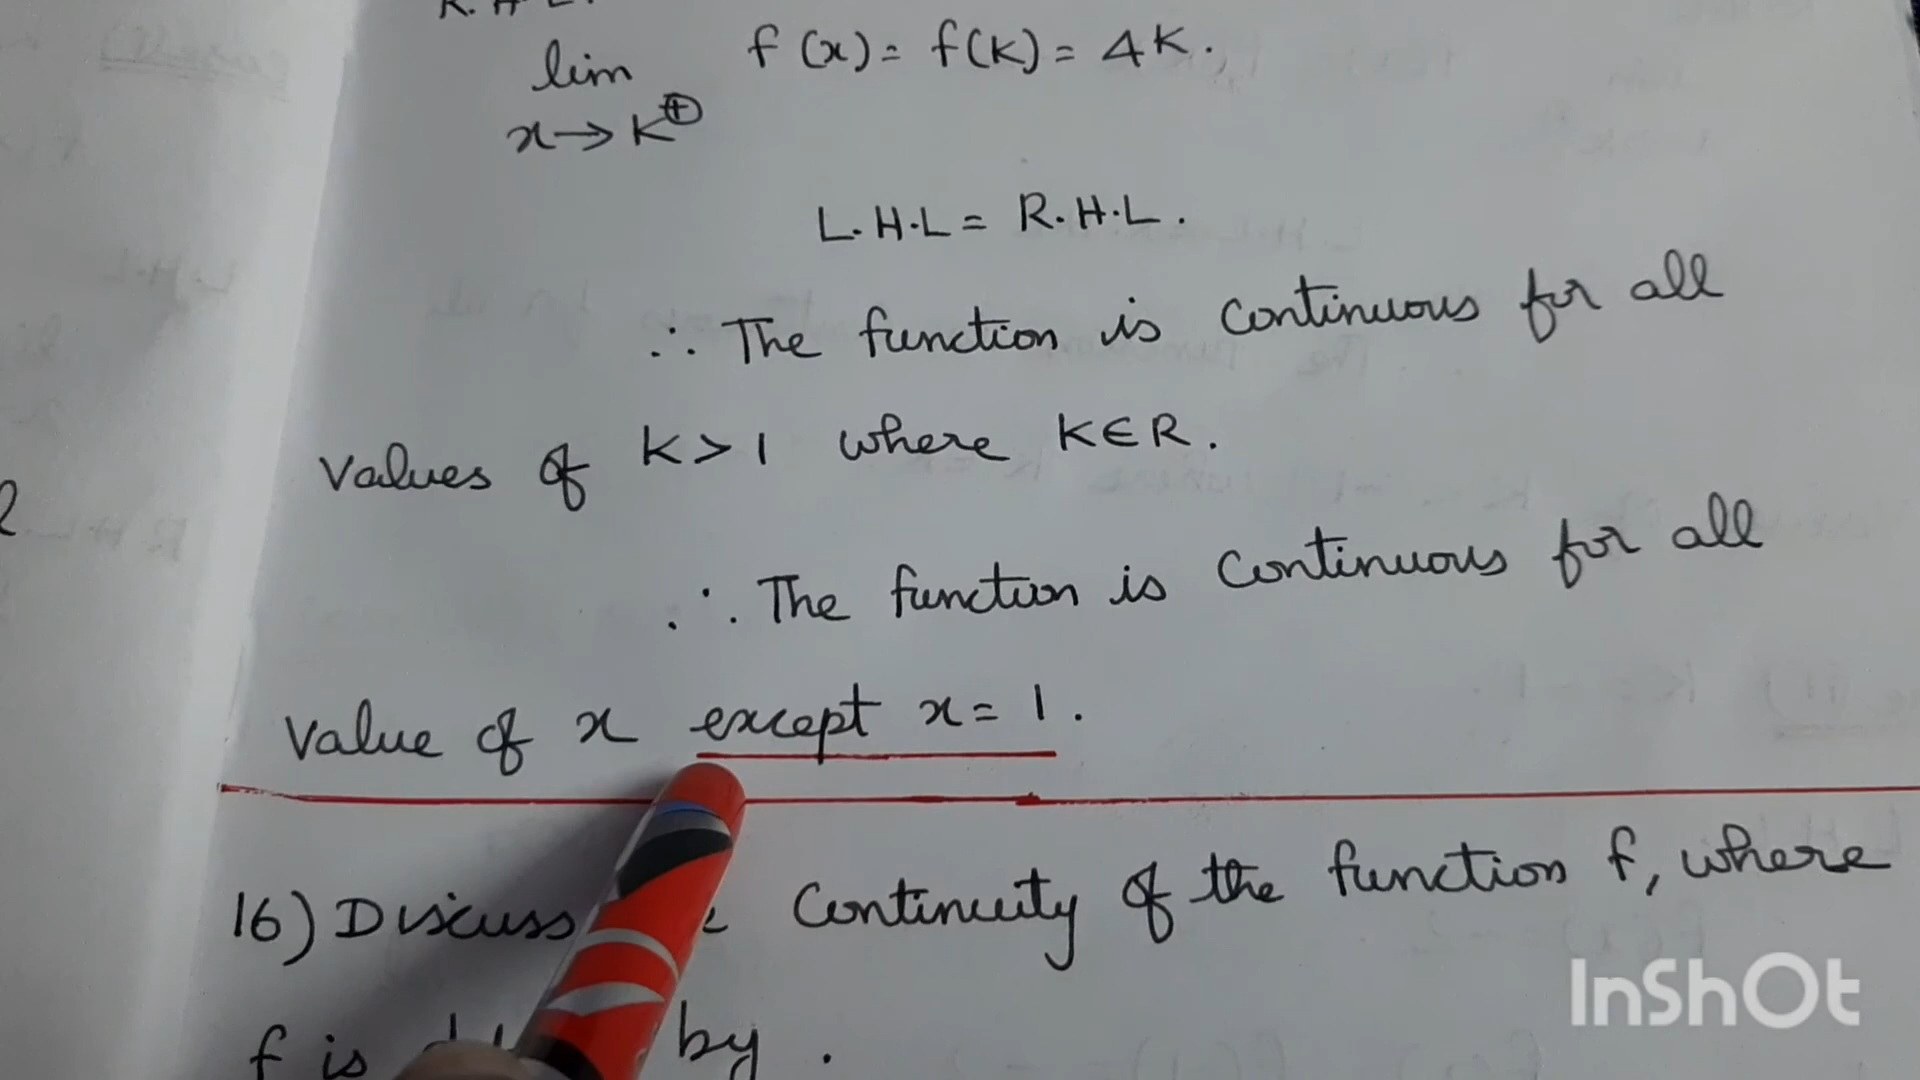 R.H.L.
lim f(x) = f(K) = 4K.
x→K⊕
L.H.L = R.H.L.
∴ The function is continuous for all
values of K>1 where K∈R.
∴ The function is continuous for all
value of x except x=1.
16) Discuss continuity of the function f, where
f is by.
InShOt